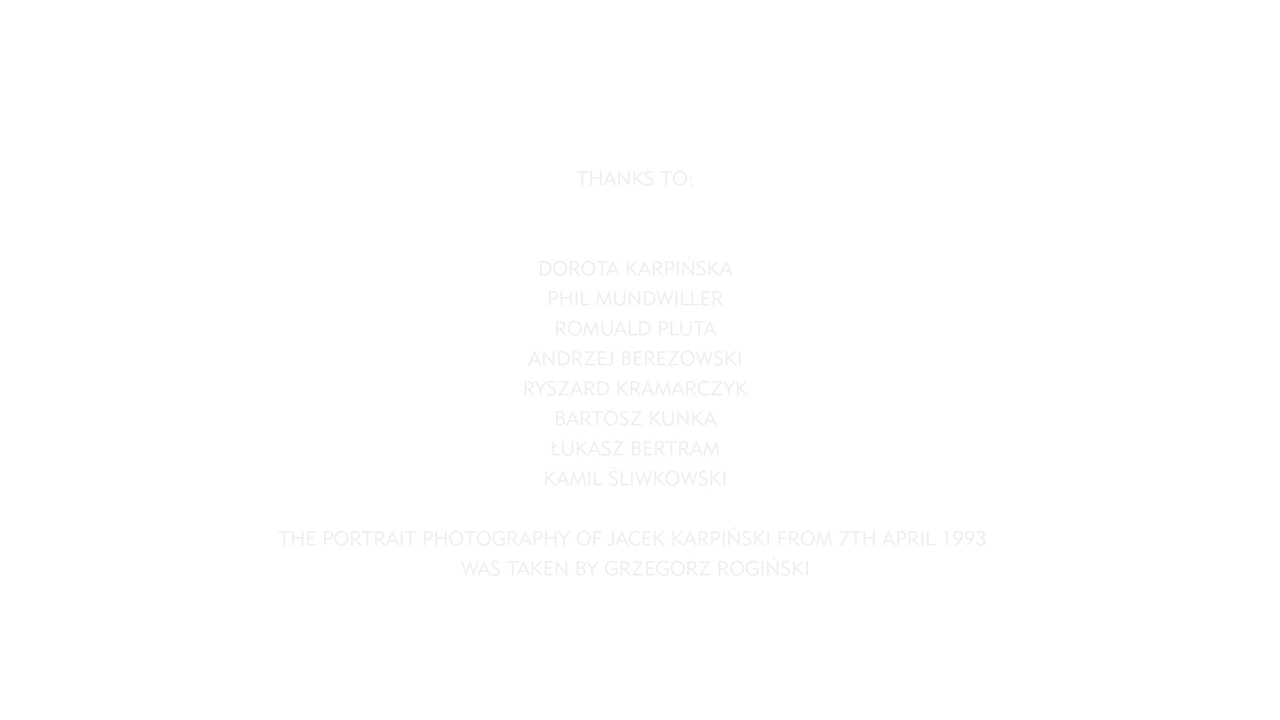 THANKS TO:
DOROTA KARPIŃSKA
PHIL MUNDWILLER
ROMUALD PLUTA
ANDRZEJ BEREZOWSKI
RYSZARD KRAMARCZYK
BARTOSZ KUNKA
ŁUKASZ BERTRAM
KAMIL ŚLIWKOWSKI
THE PORTRAIT PHOTOGRAPHY OF JACEK KARPIŃSKI FROM 7TH APRIL 1993
WAS TAKEN BY GRZEGORZ ROGIŃSKI